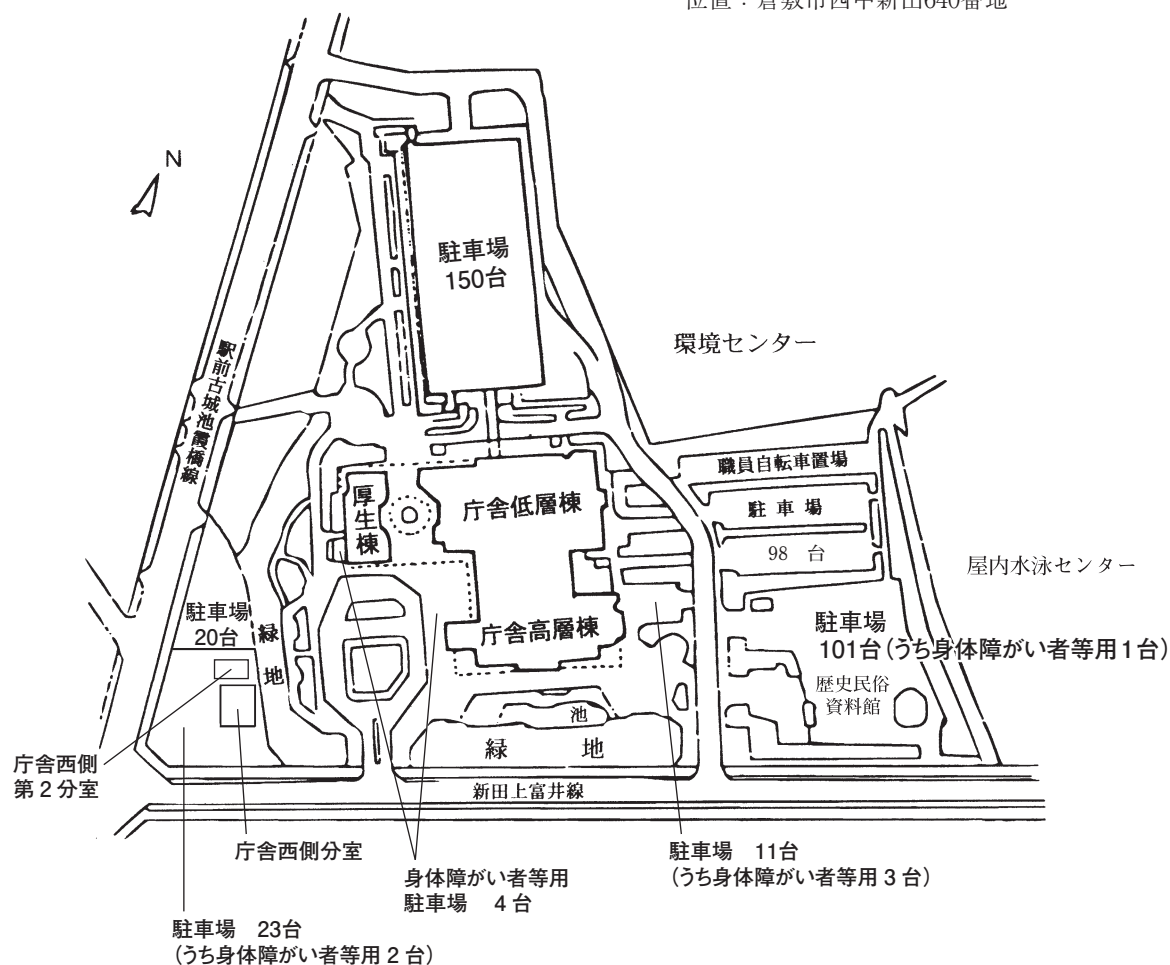 位置：倉敷市西中新田640番地
N
駐車場
150台
環境センター
駅前古城池霞橋線
職員自転車置場
厚生棟
庁舎低層棟
駐車場
98 台
屋内水泳センター
駐車場
20台
緑地
庁舎高層棟
駐車場
101台(うち身体障がい者等用1台)
歴史民俗
資料館
池
緑 地
庁舎西側
第2分室
新田上富井線
庁舎西側分室
身体障がい者等用
駐車場 4台
駐車場 11台
(うち身体障がい者等用3台)
駐車場 23台
(うち身体障がい者等用2台)